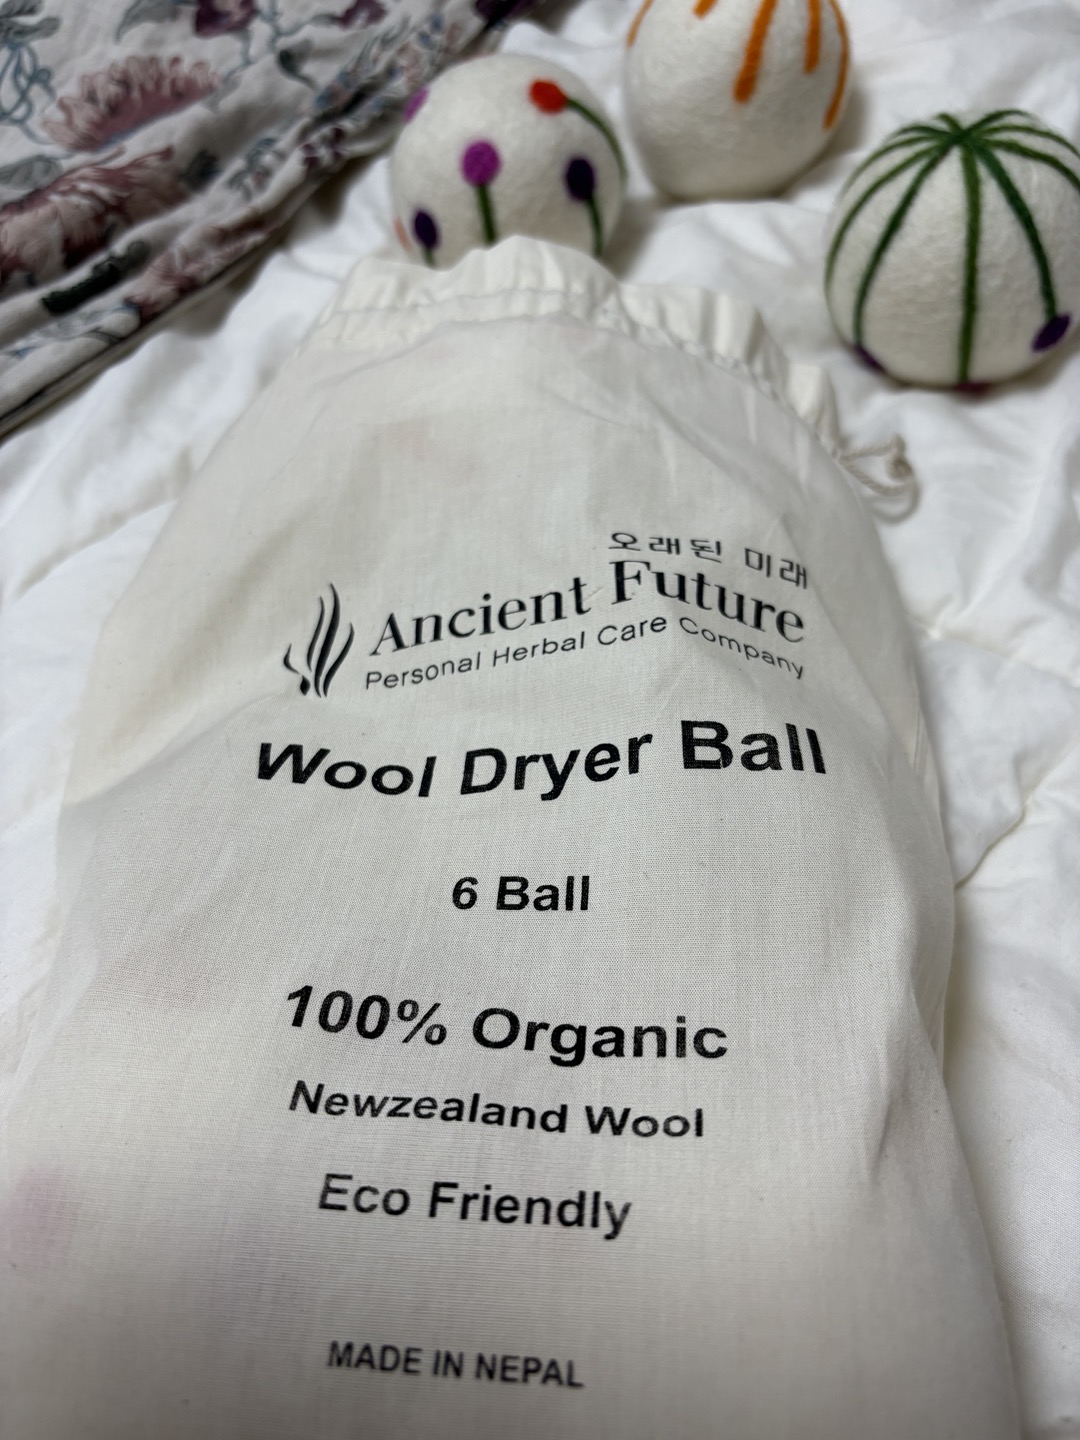 오래된 미래
Ancient Future
Personal Herbal Care Company
Wool Dryer Ball
6 Ball
100% Organic
Newzealand Wool
Eco Friendly
MADE IN NEPAL